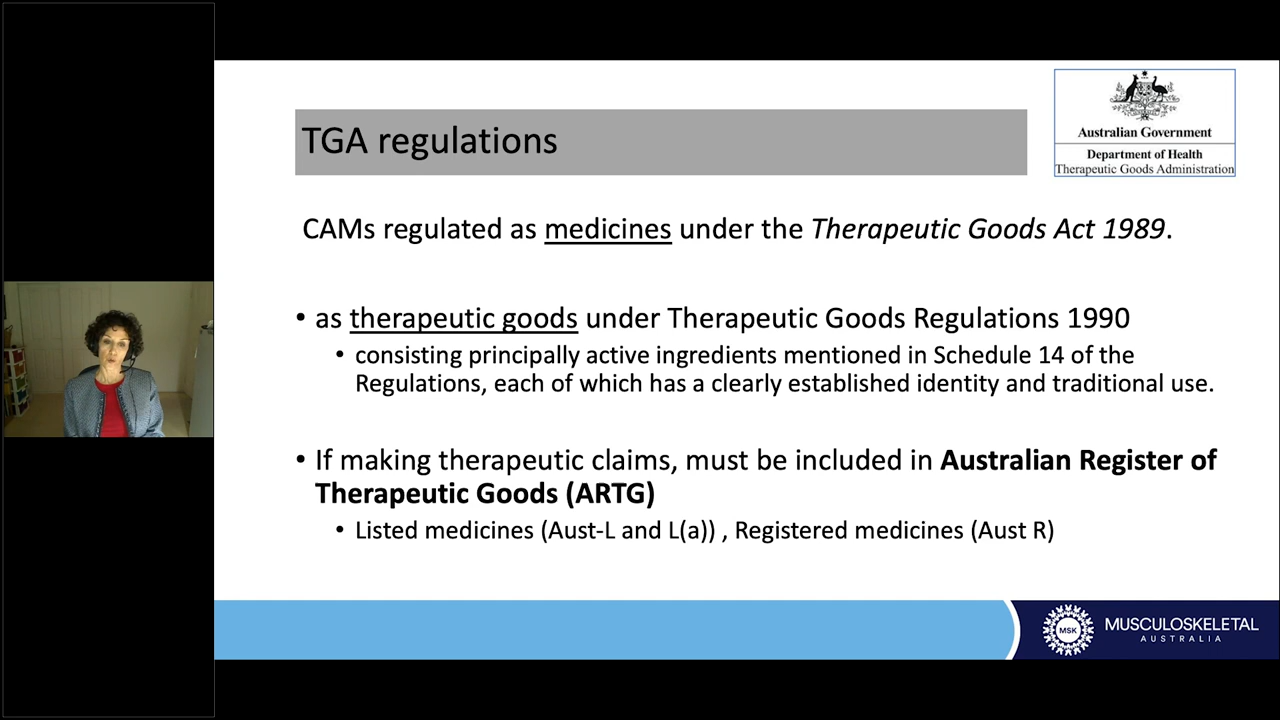 TGA regulations
Australian Government
Department of Health
Therapeutic Goods Administration
CAMs regulated as medicines under the Therapeutic Goods Act 1989.
• as therapeutic goods under Therapeutic Goods Regulations 1990
• consisting principally active ingredients mentioned in Schedule 14 of the
Regulations, each of which has a clearly established identity and traditional use.
• If making therapeutic claims, must be included in Australian Register of
Therapeutic Goods (ARTG)
• Listed medicines (Aust-L and L(a)) , Registered medicines (Aust R)
MSK
MUSCULOSKELETAL
AUSTRALIA